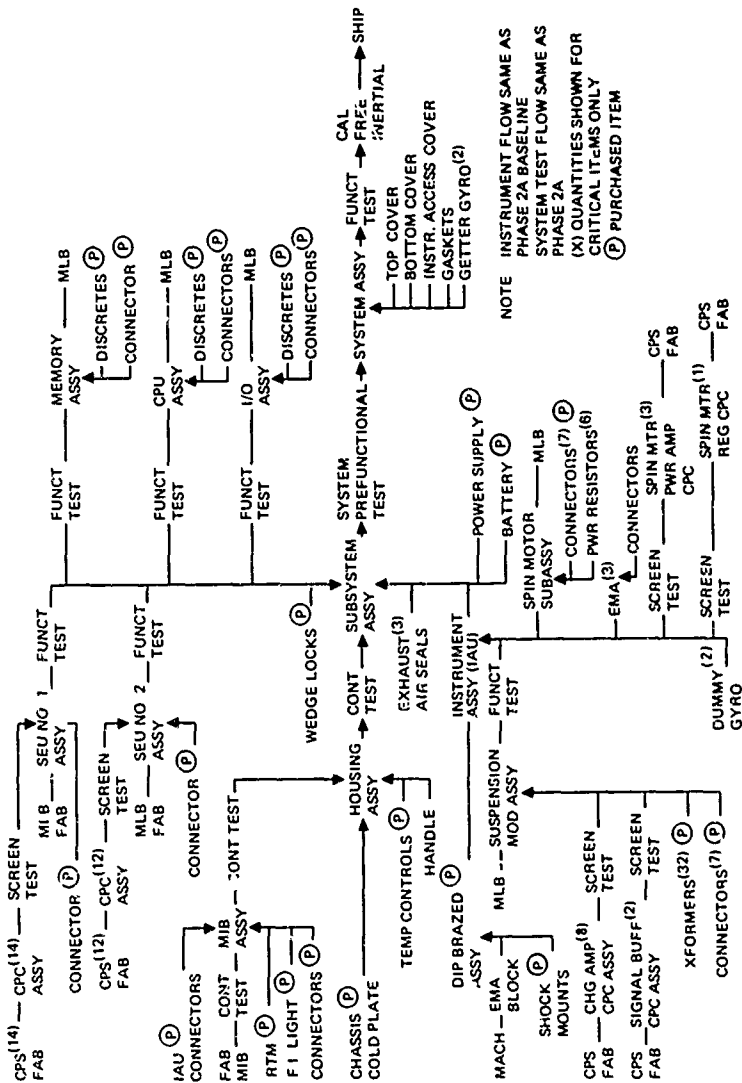 CPS(14) — CPC(14) — SCREEN
FAB ASSY TEST
MLB — SEU NO 1 — FUNCT
FAB ASSY TEST
CONNECTOR (P)
CPS(12) — CPC(12) — SCREEN
FAB ASSY TEST
MLB — SEU NO 2 — FUNCT
FAB ASSY TEST
CONNECTOR (P)
FUNCT TEST
MEMORY ASSY
MLB
DISCRETES (P)
CONNECTOR (P)
FUNCT TEST
CPU ASSY
MLB
DISCRETES (P)
CONNECTORS (P)
FUNCT TEST
I/O ASSY
MLB
DISCRETES (P)
CONNECTORS (P)
WEDGE LOCKS (P)
IAU (P)
CONNECTORS
FAB CONT MIB
MIB — TEST — ASSY
CONT TEST
RTM (P)
LIGHT (P)
CONNECTORS (P)
CHASSIS (P)
COLD PLATE
HOUSING ASSY
CONT TEST
SUBSYSTEM ASSY
SYSTEM PREFUNCTIONAL TEST
SYSTEM ASSY
FUNCT TEST
CAL FREE INERTIAL
SHIP
TEMP CONTROLS (P)
HANDLE
EXHAUST(3)
AIR SEALS
POWER SUPPLY (P)
BATTERY (P)
TOP COVER
BOTTOM COVER
INSTR. ACCESS COVER
GASKETS
GETTER GYRO(2)
DIP BRAZED (P)
ASSY
INSTRUMENT
ASSY (IAU)
MACH — EMA
BLOCK
SHOCK (P)
MOUNTS
MLB — SUSPENSION — FUNCT
MOD ASSY TEST
CPS — CHG AMP(8) — SCREEN
FAB CPC ASSY TEST
CPS — SIGNAL BUFF(2) — SCREEN
FAB CPC ASSY TEST
XFORMERS(32) (P)
CONNECTORS(7) (P)
SPIN MOTOR — MLB
SUBASSY
CONNECTORS(7) (P)
PWR RESISTORS(6)
EMA(3)
CONNECTORS
SCREEN — SPIN MTR(3) — CPS
TEST PWR AMP FAB
CPC
SCREEN — SPIN MTR(1) — CPS
TEST REG CPC FAB
DUMMY(2)
GYRO
NOTE INSTRUMENT FLOW SAME AS
PHASE 2A BASELINE
SYSTEM TEST FLOW SAME AS
PHASE 2A
(X) QUANTITIES SHOWN FOR
CRITICAL ITEMS ONLY
(P) PURCHASED ITEM